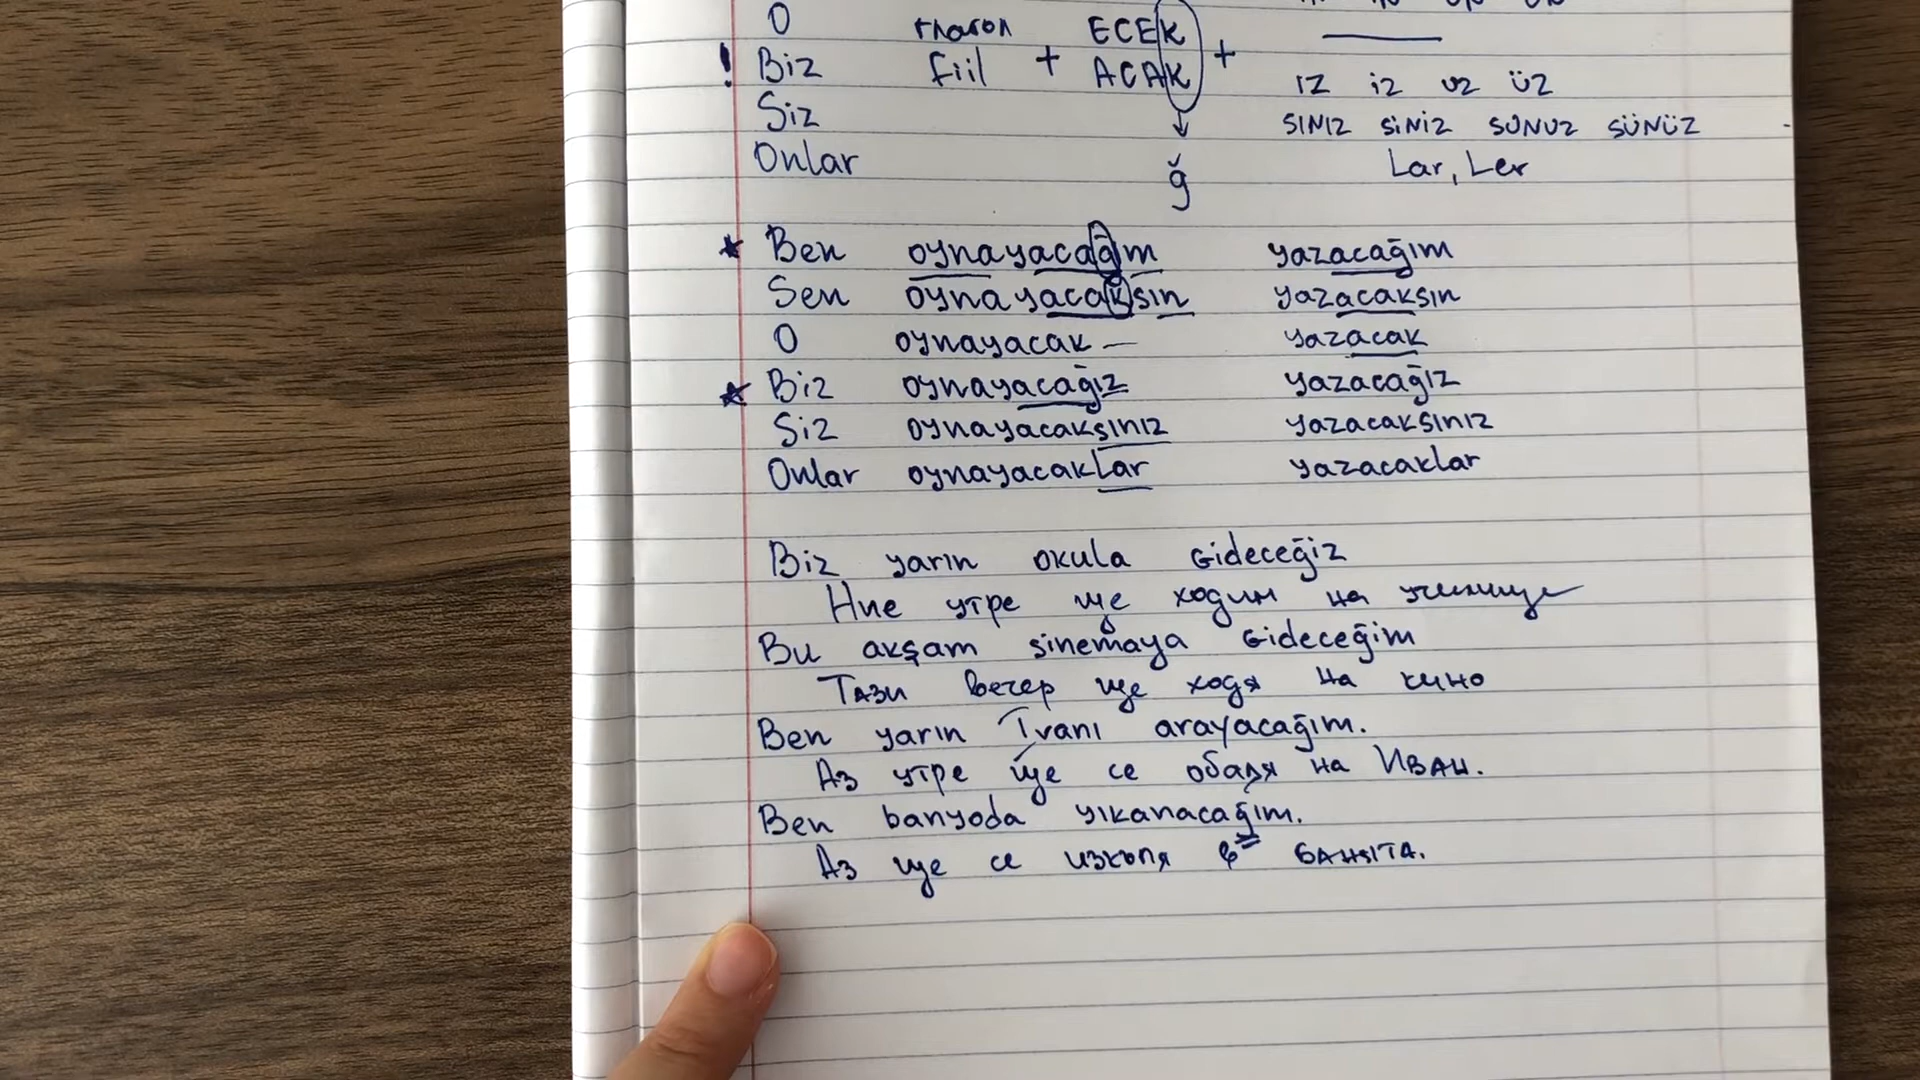 O глагол ECEK
! Biz fiil + ACAK + IZ iZ UZ ÜZ
Siz SINIZ SiNiZ SUNUZ SÜNÜZ
Onlar ğ Lar, Ler
* Ben oynayacağım yazacağım
Sen oynayacaksın yazacaksın
O oynayacak — yazacak
* Biz oynayacağız yazacağız
Siz oynayacaksınız yazacaksınız
Onlar oynayacaklar yazacaklar
Biz yarın okula Gideceğiz
Ние утре ще ходим на училище
Bu akşam sinemaya Gideceğim
Тази вечер ще ходя на кино
Ben yarın Ivanı arayacağım.
Аз утре ще се обадя на Иван.
Ben banyoda yıkanacağım.
Аз ще се изкъпя в банята.